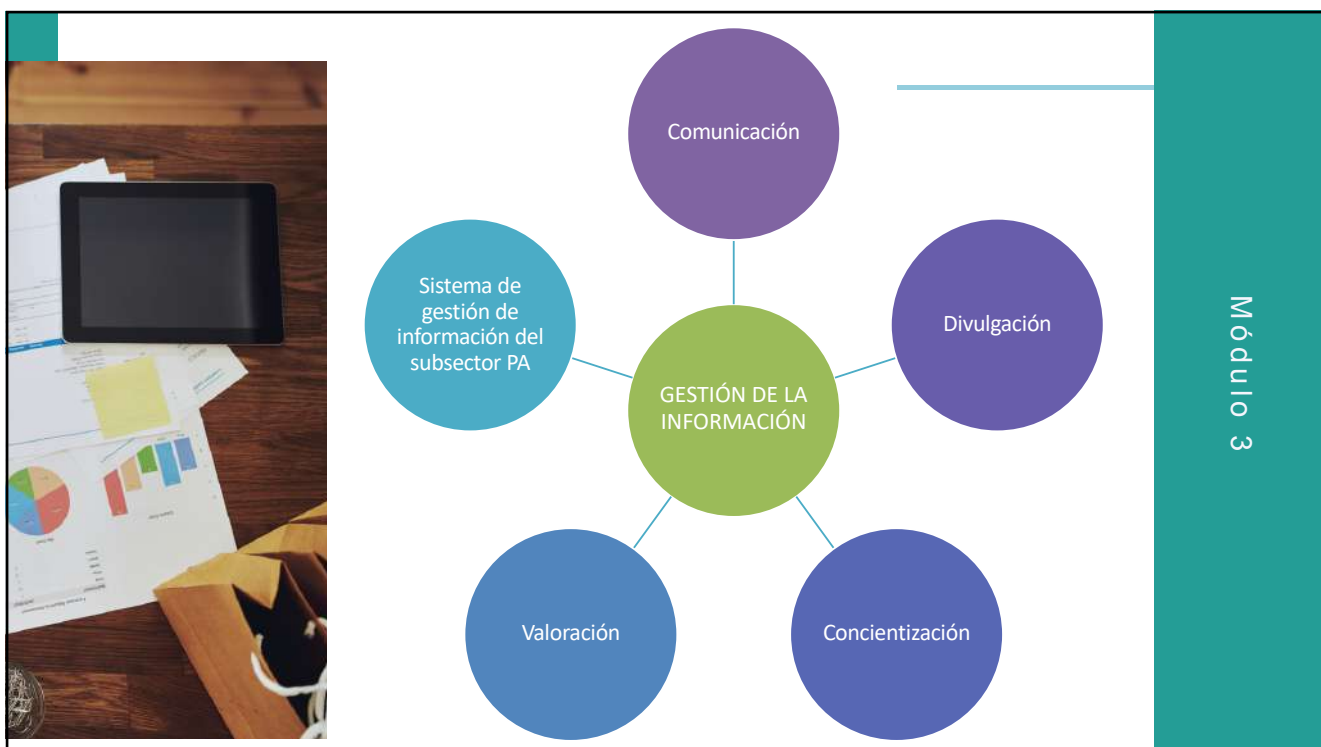 Comunicación
Sistema de
gestión de
información del
subsector PA
Divulgación
GESTIÓN DE LA
INFORMACIÓN
Valoración
Concientización
Módulo 3